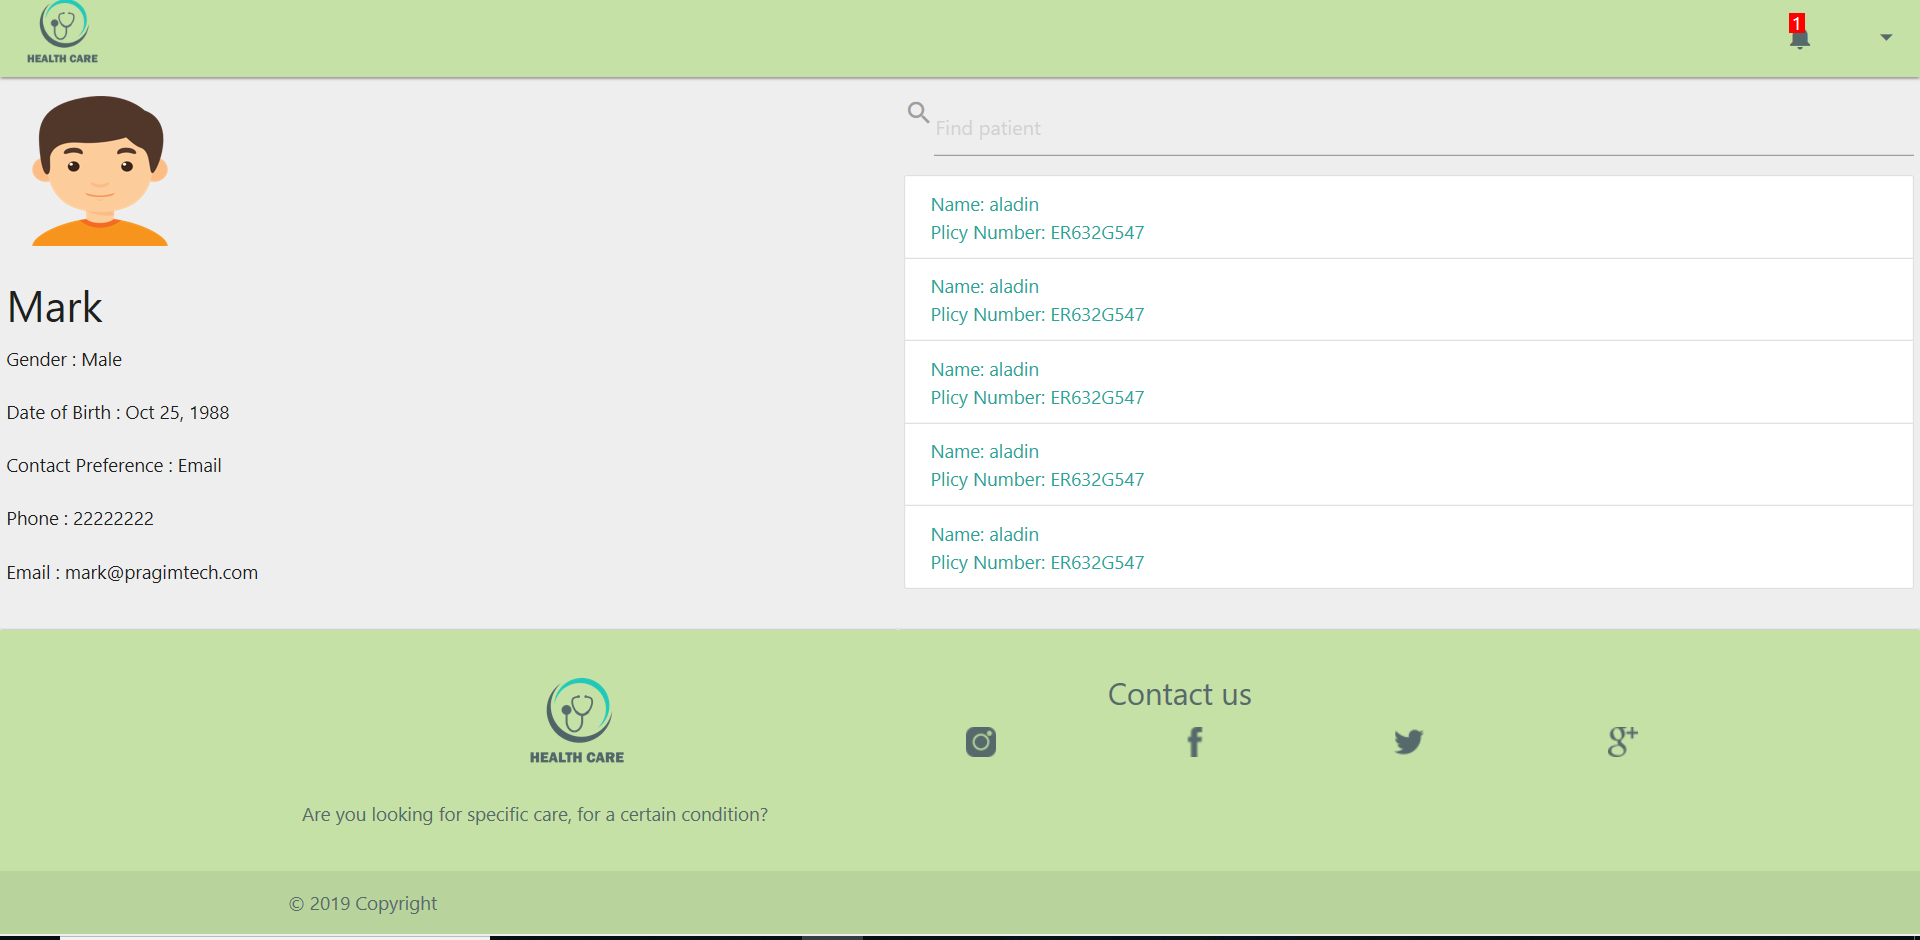 HEALTH CARE
1
Mark
Gender : Male
Date of Birth : Oct 25, 1988
Contact Preference : Email
Phone : 22222222
Email : mark@pragimtech.com
Find patient
Name: aladin
Plicy Number: ER632G547
Name: aladin
Plicy Number: ER632G547
Name: aladin
Plicy Number: ER632G547
Name: aladin
Plicy Number: ER632G547
Name: aladin
Plicy Number: ER632G547
HEALTH CARE
Are you looking for specific care, for a certain condition?
Contact us
© 2019 Copyright